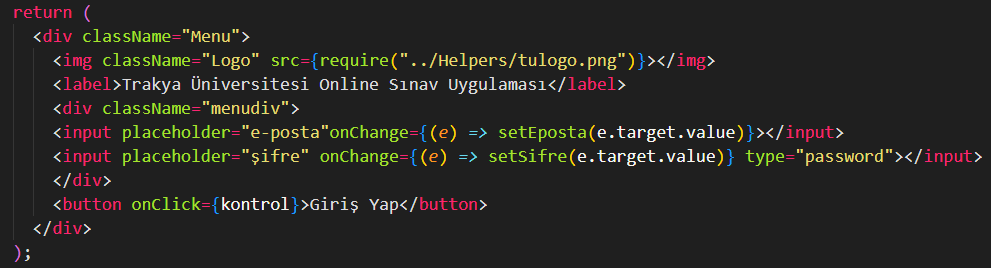 return (
<div className="Menu">
<img className="Logo" src={require("../Helpers/tulogo.png")}></img>
<label>Trakya Üniversitesi Online Sınav Uygulaması</label>
<div className="menudiv">
<input placeholder="e-posta"onChange={(e) => setEposta(e.target.value)}></input>
<input placeholder="şifre" onChange={(e) => setSifre(e.target.value)} type="password"></input>
</div>
<button onClick={kontrol}>Giriş Yap</button>
</div>
);